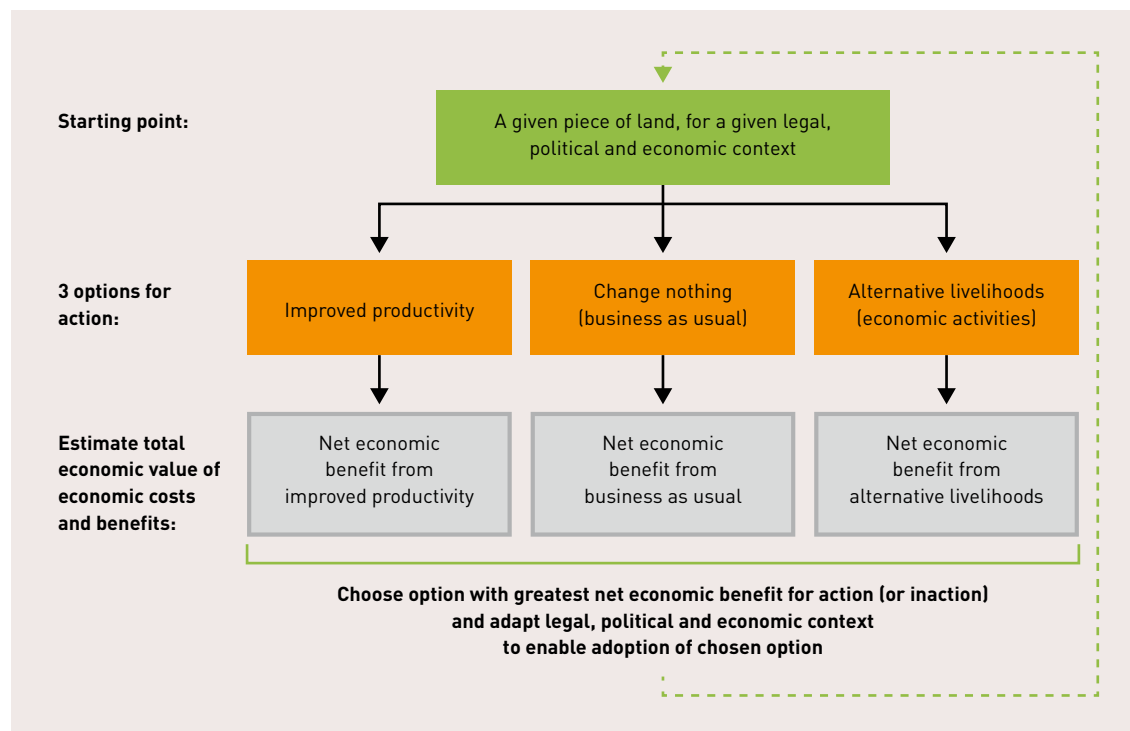 Starting point:
A given piece of land, for a given legal,
political and economic context
3 options for
action:
Improved productivity
Change nothing
(business as usual)
Alternative livelihoods
(economic activities)
Estimate total
economic value of
economic costs
and benefits:
Net economic
benefit from
improved productivity
Net economic
benefit from
business as usual
Net economic
benefit from
alternative livelihoods
Choose option with greatest net economic benefit for action (or inaction)
and adapt legal, political and economic context
to enable adoption of chosen option